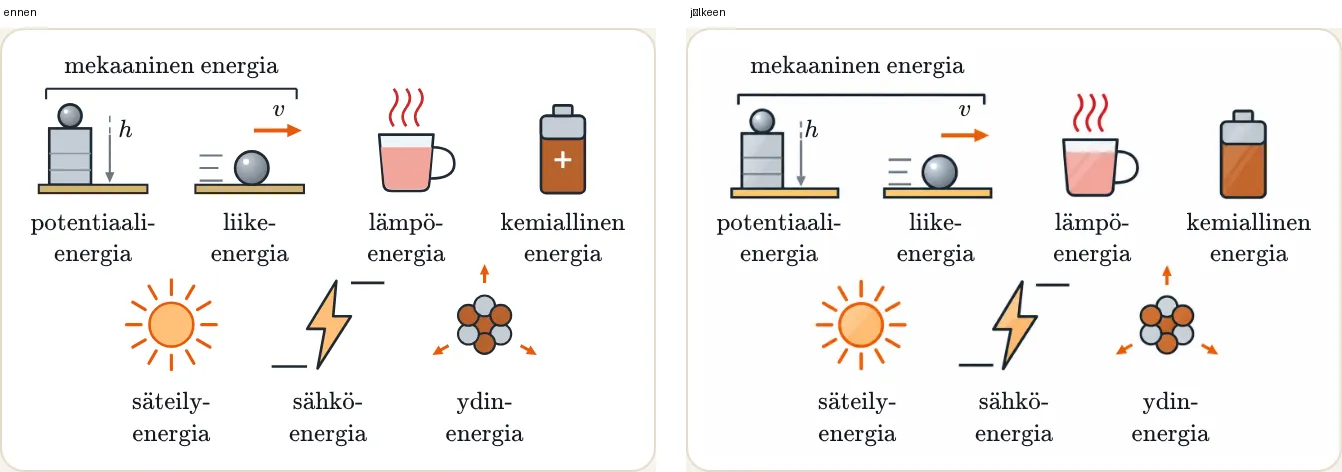 ennen
mekaaninen energia
h
v
+
potentiaali-
energia
liike-
energia
lämpö-
energia
kemiallinen
energia
säteily-
energia
sähkö-
energia
ydin-
energia
j▯lkeen
mekaaninen energia
h
v
potentiaali-
energia
liike-
energia
lämpö-
energia
kemiallinen
energia
säteily-
energia
sähkö-
energia
ydin-
energia